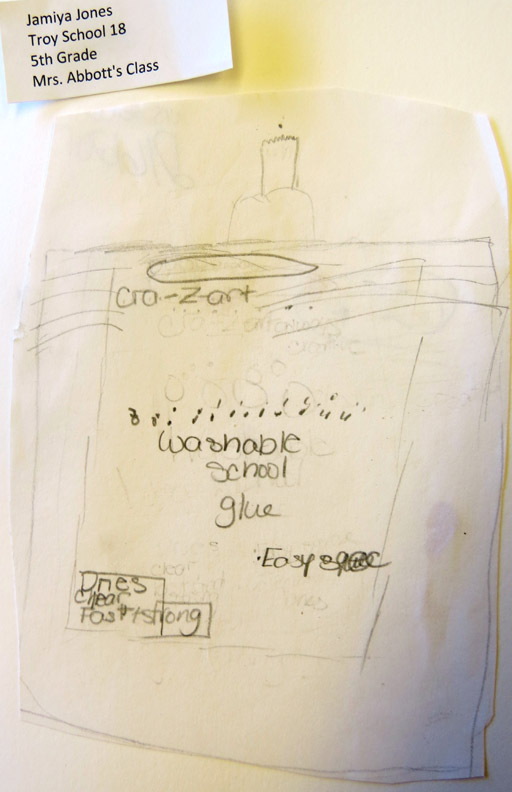 Jamiya Jones
Troy School 18
5th Grade
Mrs. Abbott's Class
Cra-Z-art
washable
school
glue
Easy
Dries
Clear
Fast/strong